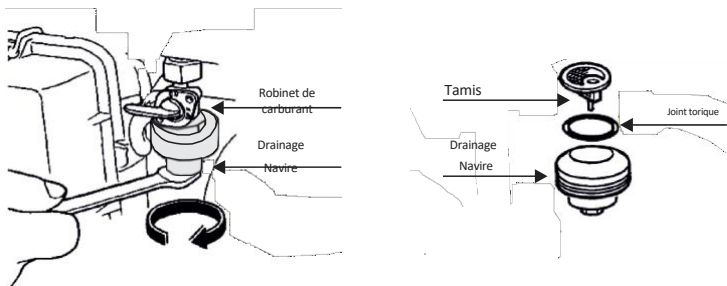 Robinet de
carburant
Drainage
Navire
Tamis
Joint torique
Drainage
Navire